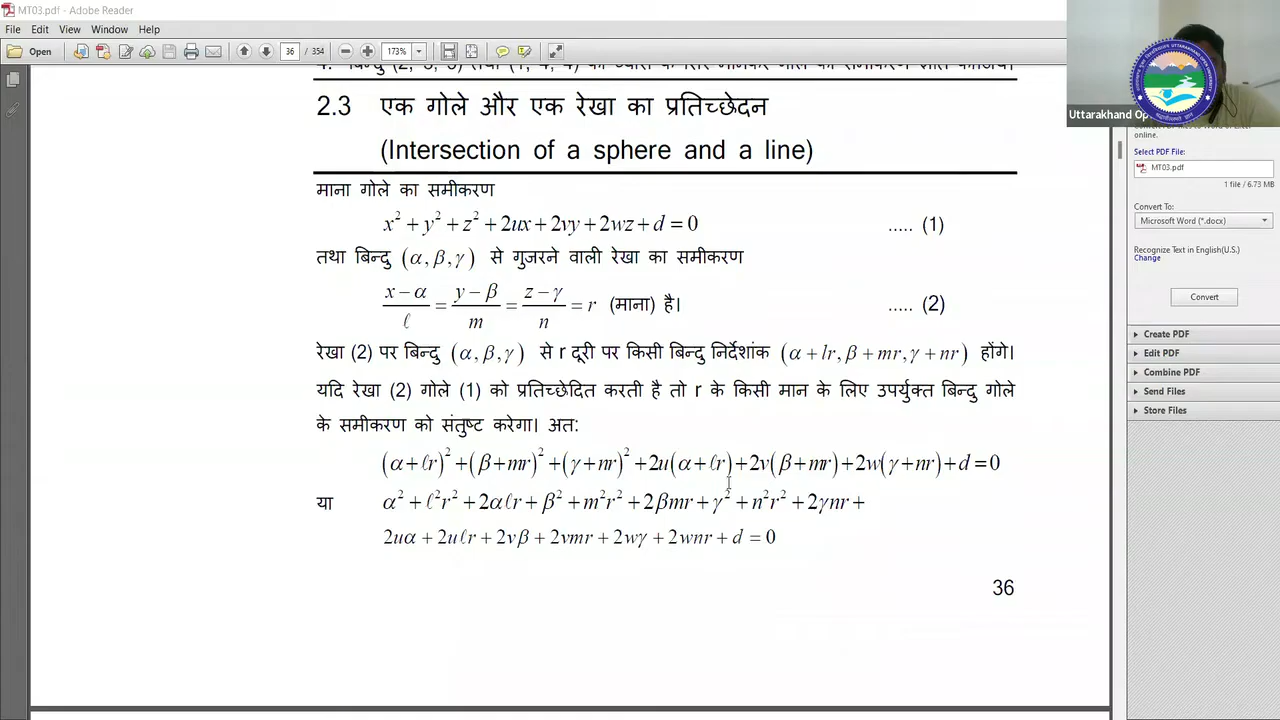 MT03.pdf - Adobe Reader
File Edit View Window Help
Open 36 / 354 173%
2.3 एक गोले और एक रेखा का प्रतिच्छेदन
(Intersection of a sphere and a line)
माना गोले का समीकरण
x² + y² + z² + 2ux + 2vy + 2wz + d = 0 ..... (1)
तथा बिन्दु (α, β, γ) से गुजरने वाली रेखा का समीकरण
(x − α)/ℓ = (y − β)/m = (z − γ)/n = r (माना) है। ..... (2)
रेखा (2) पर बिन्दु (α, β, γ) से r दूरी पर किसी बिन्दु निर्देशांक (α + lr, β + mr, γ + nr) होंगे।
यदि रेखा (2) गोले (1) को प्रतिच्छेदित करती है तो r के किसी मान के लिए उपर्युक्त बिन्दु गोले
के समीकरण को संतुष्ट करेगा। अत:
(α + ℓr)² + (β + mr)² + (γ + nr)² + 2u(α + ℓr) + 2v(β + mr) + 2w(γ + nr) + d = 0
या α² + ℓ²r² + 2αℓr + β² + m²r² + 2βmr + γ² + n²r² + 2γnr +
2uα + 2uℓr + 2vβ + 2vmr + 2wγ + 2wnr + d = 0
36
Uttarakhand Op
online.
Select PDF File:
MT03.pdf
1 file / 6.73 MB
Convert To:
Microsoft Word (*.docx)
Recognize Text in English(U.S.)
Change
Convert
Create PDF
Edit PDF
Combine PDF
Send Files
Store Files